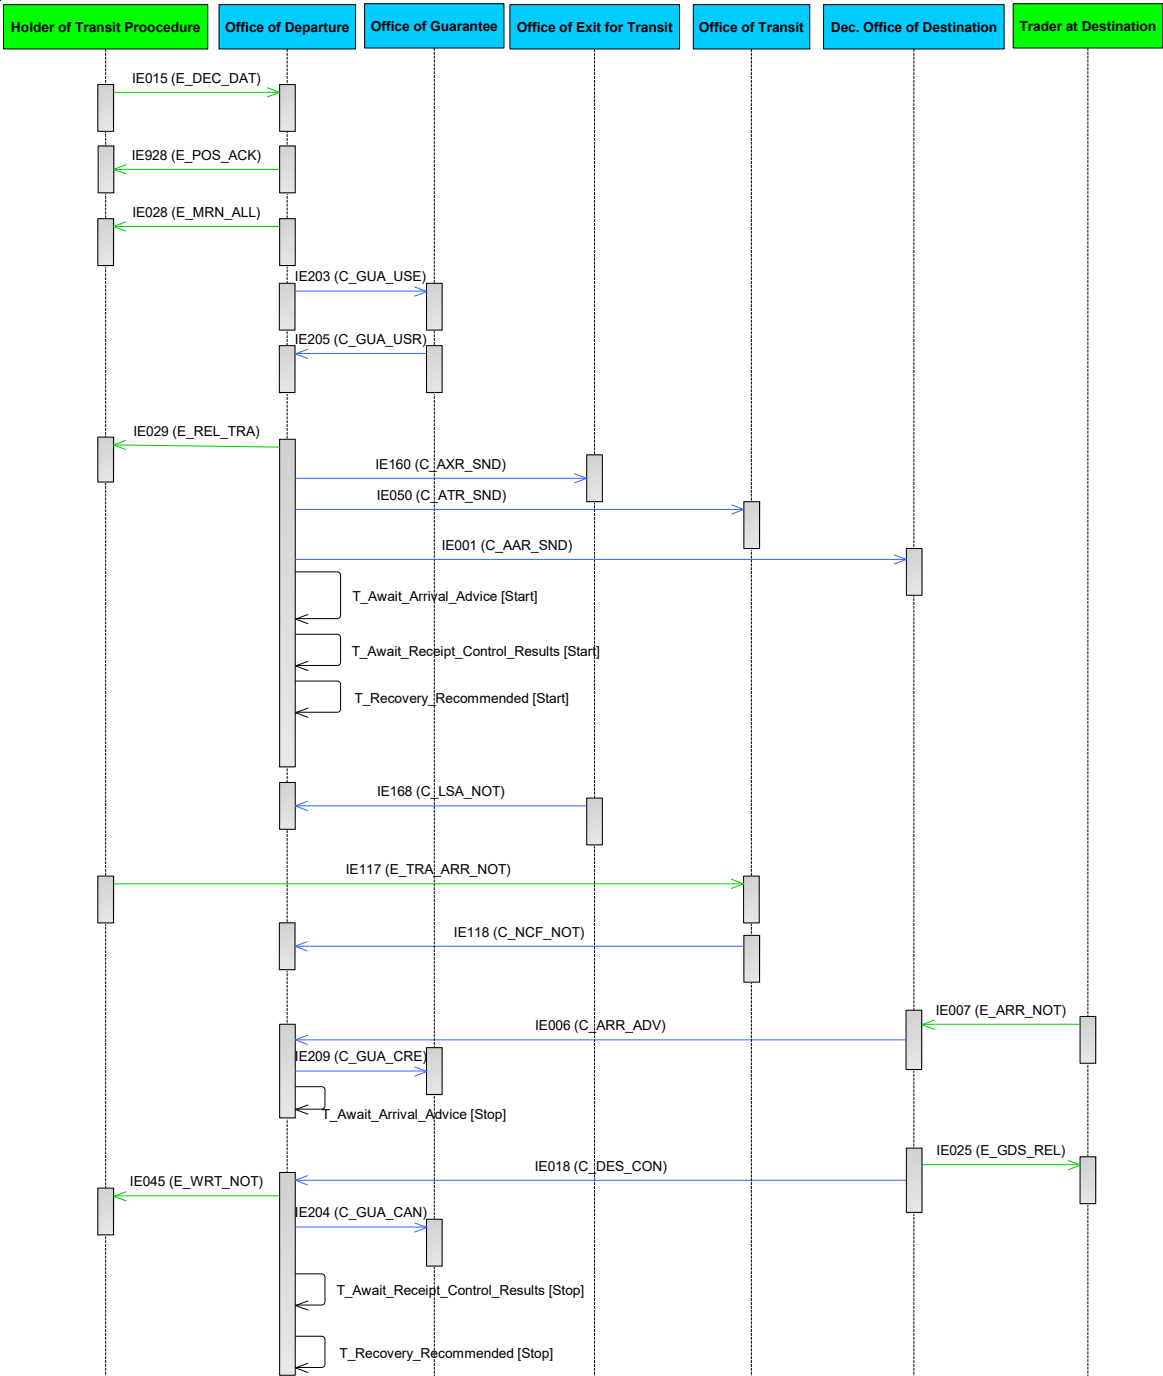 Holder of Transit Proocedure
Office of Departure
Office of Guarantee
Office of Exit for Transit
Office of Transit
Dec. Office of Destination
Trader at Destination
IE015 (E_DEC_DAT)
IE928 (E_POS_ACK)
IE028 (E_MRN_ALL)
IE203 (C_GUA_USE)
IE205 (C_GUA_USR)
IE029 (E_REL_TRA)
IE160 (C_AXR_SND)
IE050 (C_ATR_SND)
IE001 (C_AAR_SND)
T_Await_Arrival_Advice [Start]
T_Await_Receipt_Control_Results [Start]
T_Recovery_Recommended [Start]
IE168 (C_LSA_NOT)
IE117 (E_TRA_ARR_NOT)
IE118 (C_NCF_NOT)
IE007 (E_ARR_NOT)
IE006 (C_ARR_ADV)
IE209 (C_GUA_CRE)
T_Await_Arrival_Advice [Stop]
IE025 (E_GDS_REL)
IE018 (C_DES_CON)
IE045 (E_WRT_NOT)
IE204 (C_GUA_CAN)
T_Await_Receipt_Control_Results [Stop]
T_Recovery_Recommended [Stop]